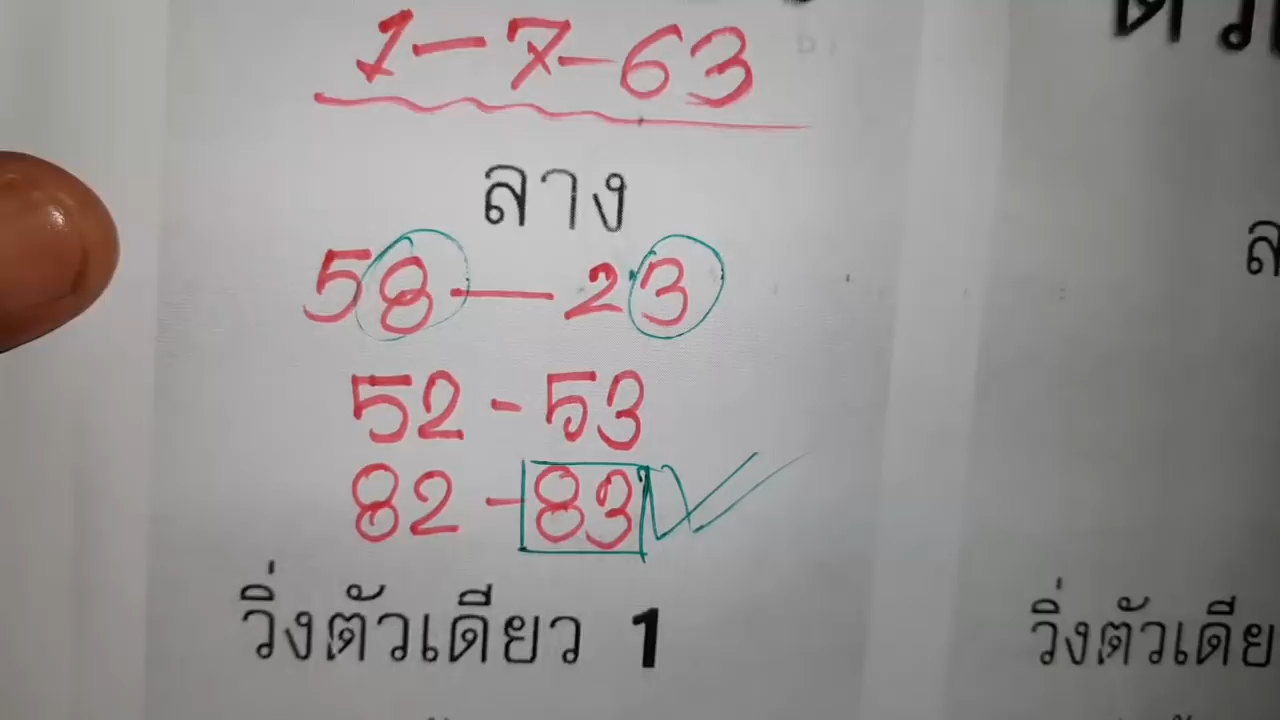 1-7-63
ลาง
58 — 23
52 - 53
82 - 83
วิ่งตัวเดียว 1
วิ่งตัวเดีย